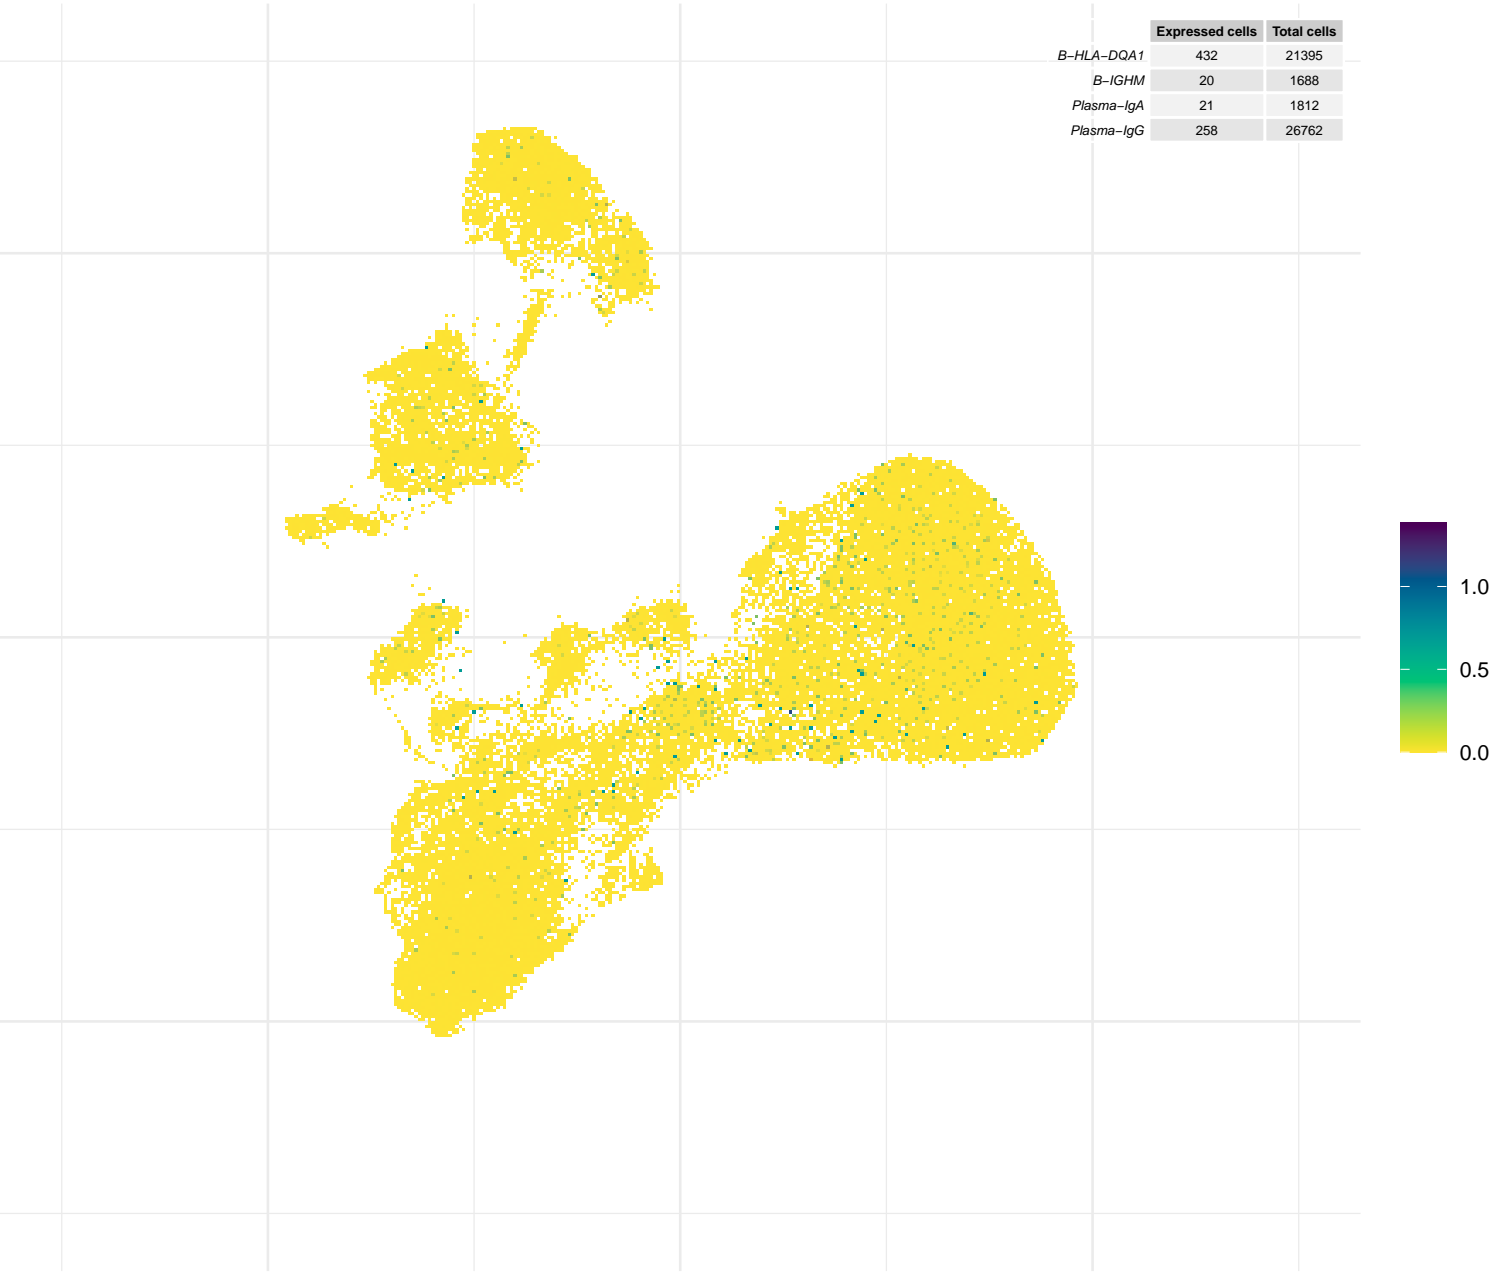 Expressed cells Total cells
B−HLA−DQA1 432 21395
B−IGHM 20 1688
Plasma−IgA 21 1812
Plasma−IgG 258 26762
1.0
0.5
0.0